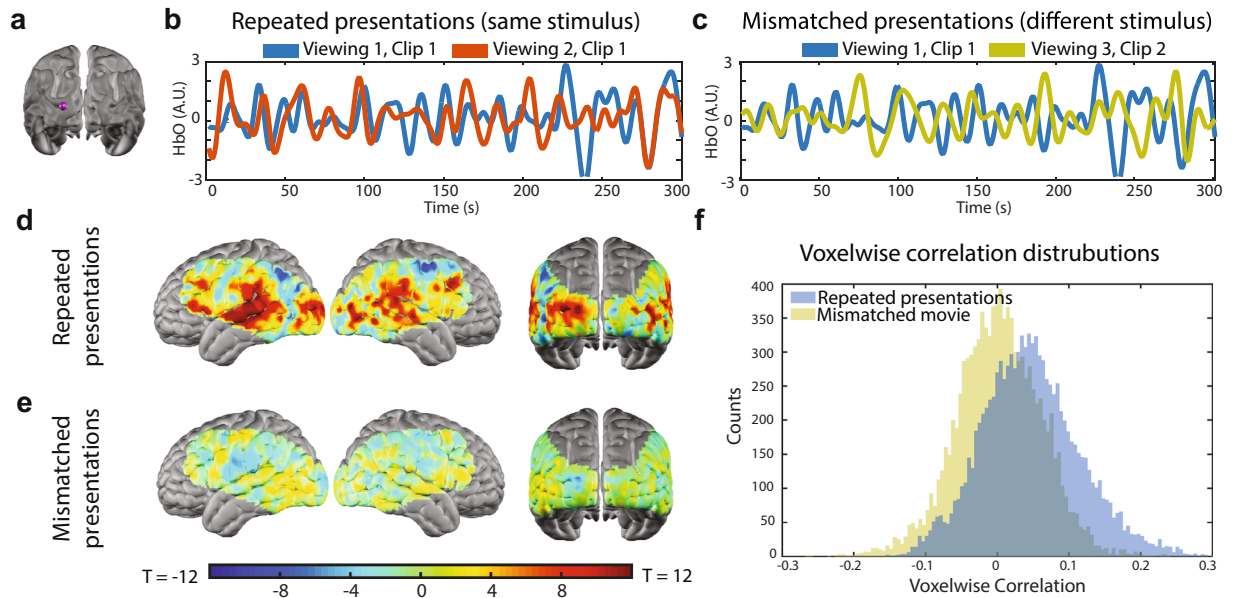 a
b
Repeated presentations (same stimulus)
Viewing 1, Clip 1
Viewing 2, Clip 1
HbO (A.U.)
3
0
-3
0
50
100
150
200
250
300
Time (s)
c
Mismatched presentations (different stimulus)
Viewing 1, Clip 1
Viewing 3, Clip 2
HbO (A.U.)
3
0
-3
0
50
100
150
200
250
300
Time (s)
d
Repeated
presentations
e
Mismatched
presentations
T = -12
-8
-4
0
4
8
T = 12
f
Voxelwise correlation distrubutions
Repeated presentations
Mismatched movie
Counts
400
350
300
250
200
150
100
50
0
-0.3
-0.2
-0.1
0
0.1
0.2
0.3
Voxelwise Correlation